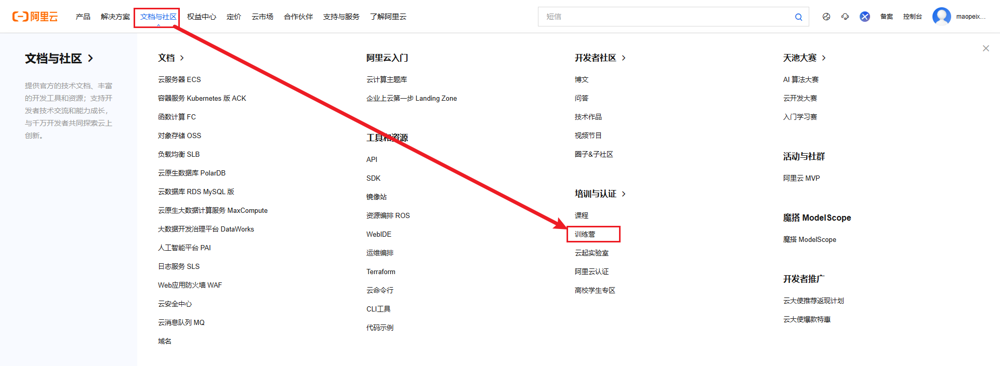 阿里云
产品
解决方案
文档与社区
权益中心
定价
云市场
合作伙伴
支持与服务
了解阿里云
短信
备案
控制台
maopeix...
文档与社区
提供官方的技术文档、丰富
的开发工具和资源；支持开
发者技术交流和能力成长，
与千万开发者共同探索云上
创新。
文档
云服务器 ECS
容器服务 Kubernetes 版 ACK
函数计算 FC
对象存储 OSS
负载均衡 SLB
云原生数据库 PolarDB
云数据库 RDS MySQL 版
云原生大数据计算服务 MaxCompute
大数据开发治理平台 DataWorks
人工智能平台 PAI
日志服务 SLS
Web应用防火墙 WAF
云安全中心
云消息队列 MQ
域名
阿里云入门
云计算主题库
企业上云第一步 Landing Zone
工具和资源
API
SDK
镜像站
资源编排 ROS
WebIDE
运维编排
Terraform
云命令行
CLI工具
代码示例
开发者社区
博文
问答
技术作品
视频节目
圈子&子社区
培训与认证
课程
训练营
云起实验室
阿里云认证
高校学生专区
天池大赛
AI 算法大赛
云开发大赛
入门学习赛
活动与社群
阿里云 MVP
魔搭 ModelScope
魔搭 ModelScope
开发者推广
云大使推荐返现计划
云大使爆款特惠